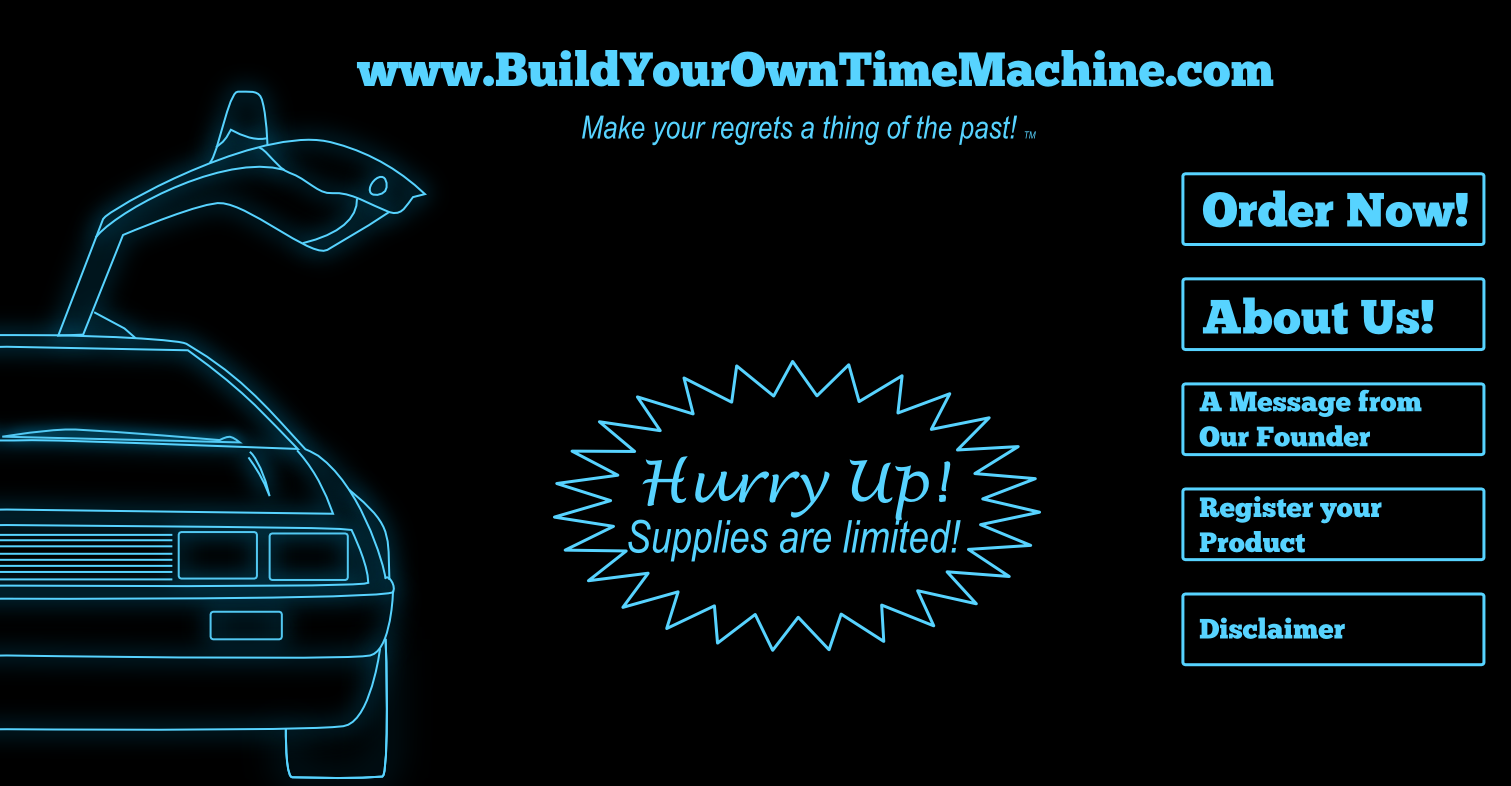 www.BuildYourOwnTimeMachine.com
Make your regrets a thing of the past! TM
Order Now!
About Us!
A Message from
Our Founder
Hurry Up!
Supplies are limited!
Register your
Product
Disclaimer